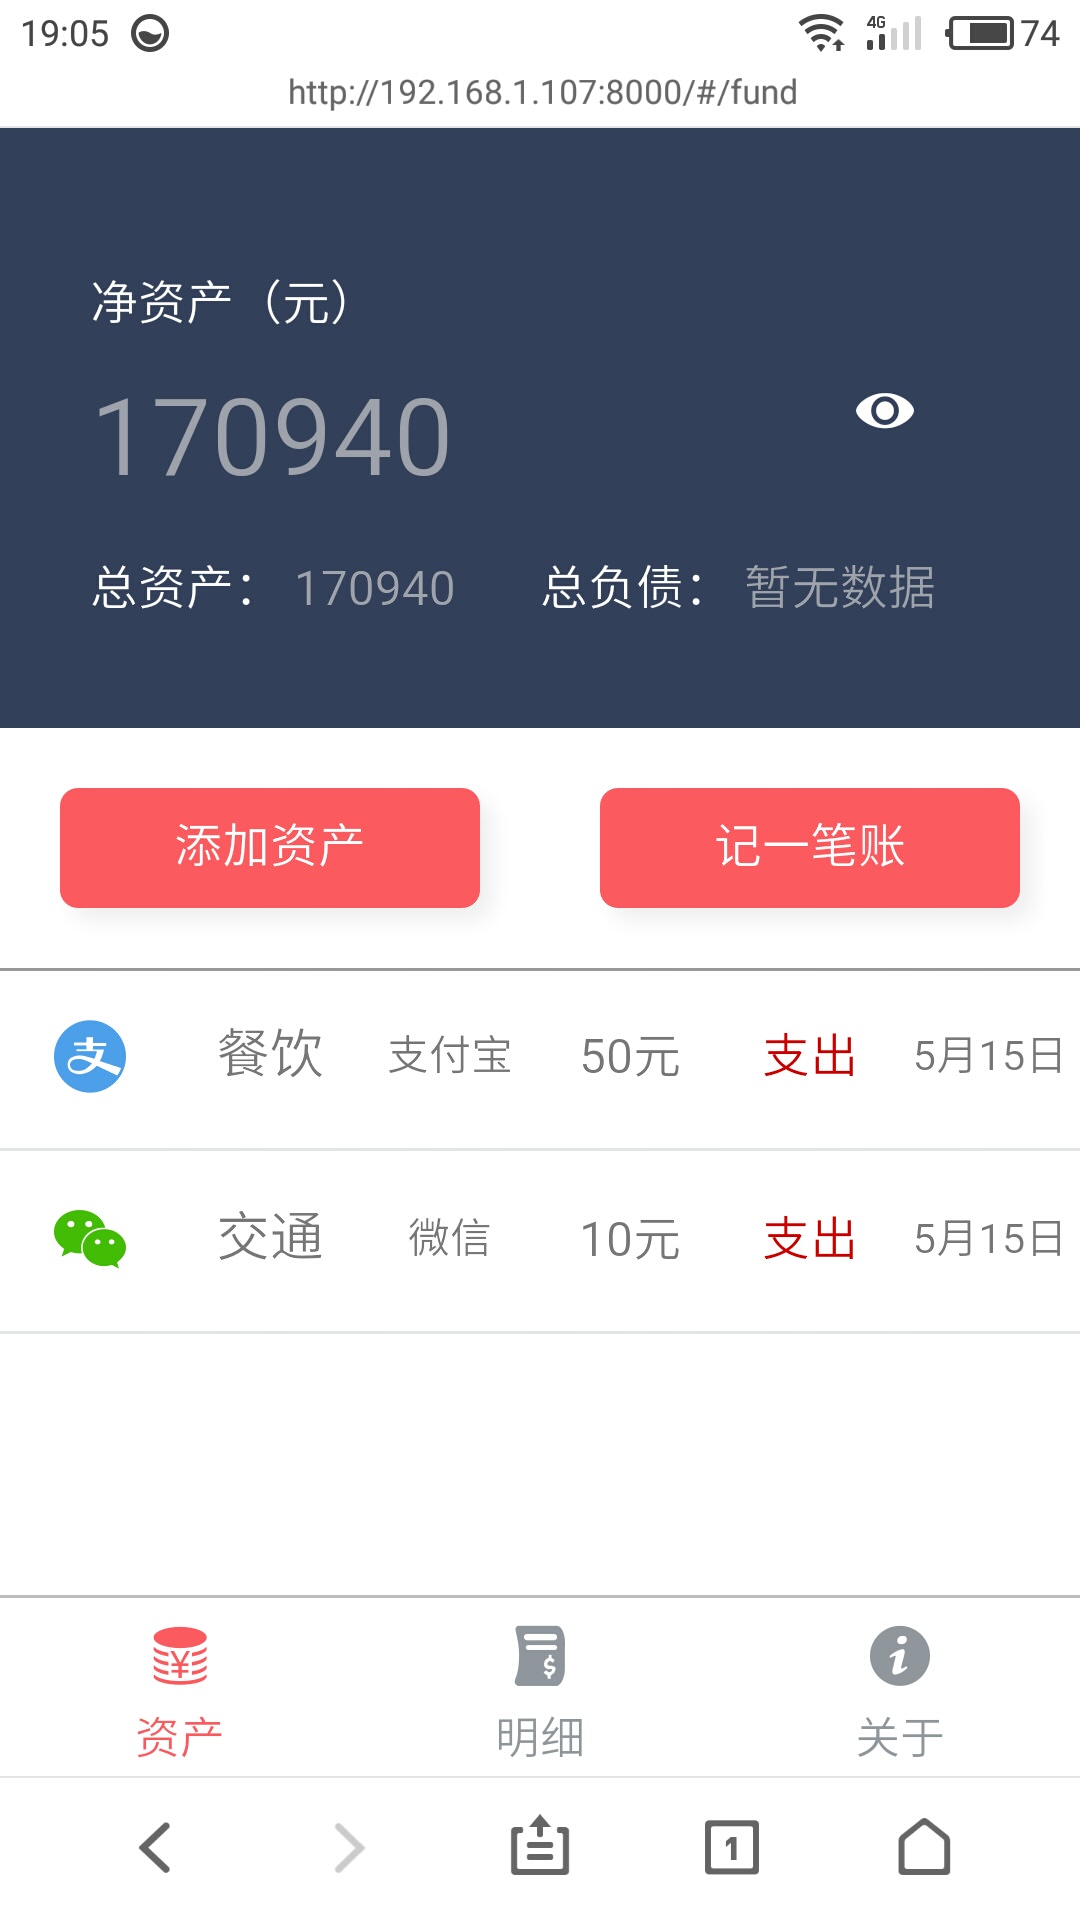 19:05 4G 74
http://192.168.1.107:8000/#/fund
净资产（元）
170940
总资产： 170940 总负债： 暂无数据
添加资产 记一笔账
支 餐饮 支付宝 50元 支出 5月15日
交通 微信 10元 支出 5月15日
¥ $ i
资产 明细 关于
1